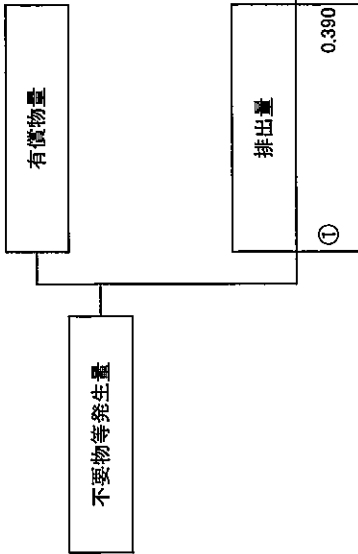 不要物等発生量
有償物量
排出量
① 0.390